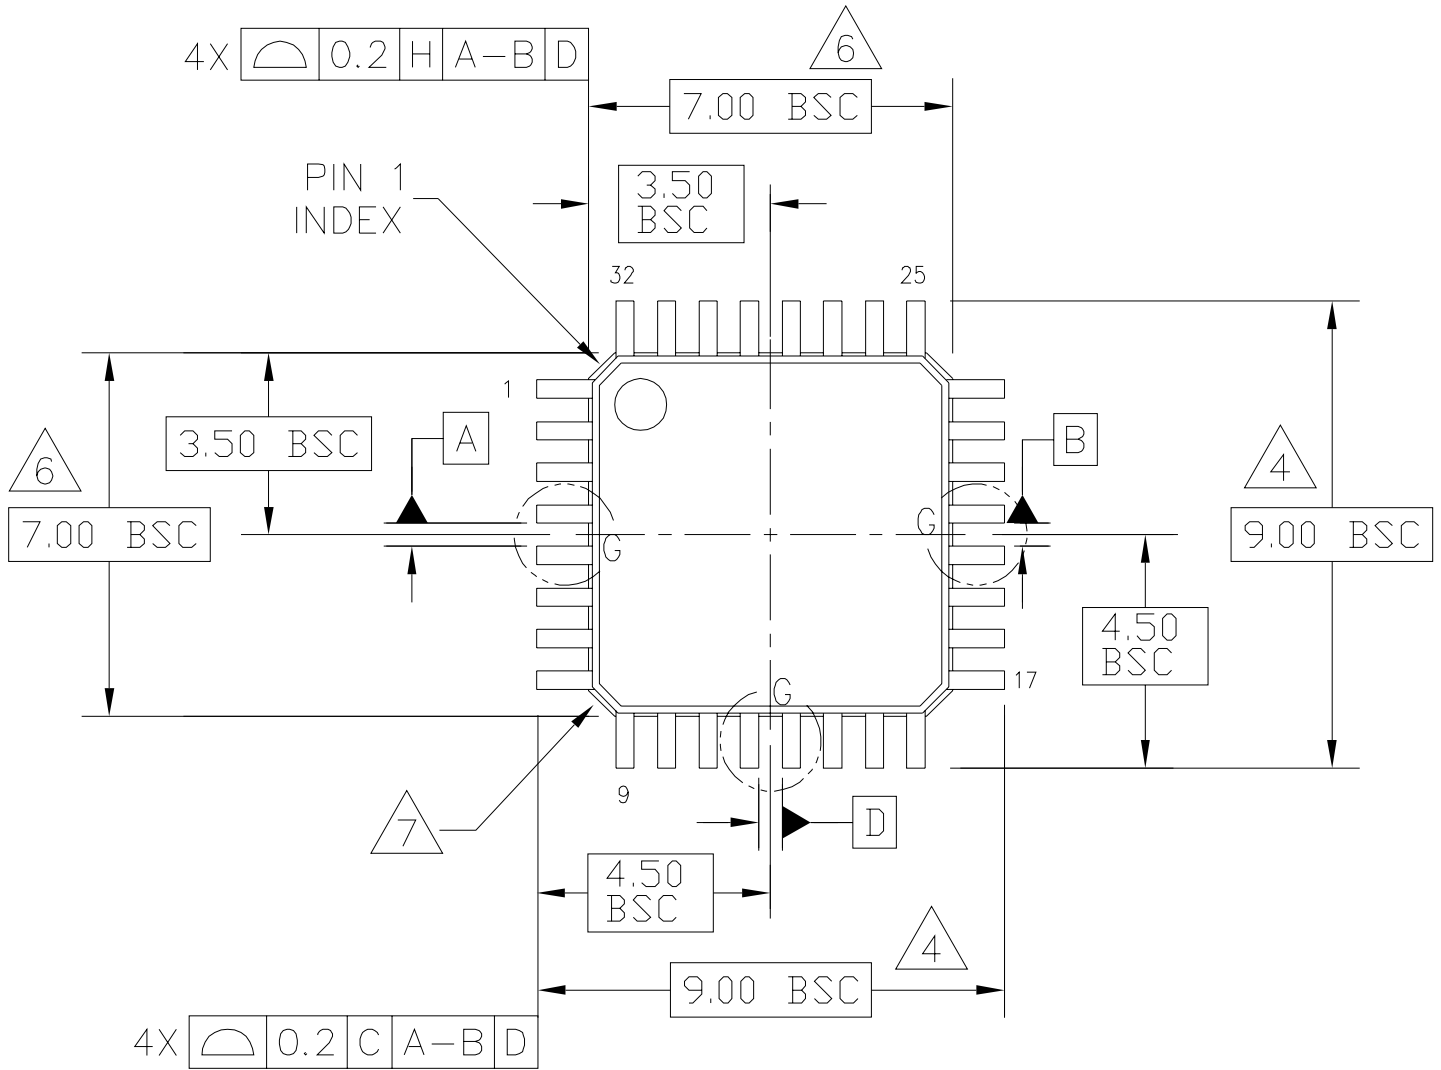 6
4X 0.2 H A-B D
7.00 BSC
PIN 1
INDEX
3.50
BSC
32
25
1
A
B
3.50 BSC
6
4
7.00 BSC
G
G
9.00 BSC
4.50
BSC
17
G
9
7
D
4.50
BSC
4
9.00 BSC
4X 0.2 C A-B D